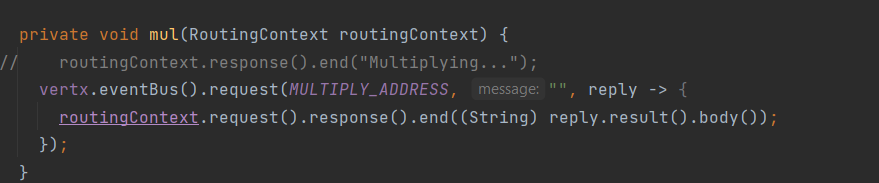 private void mul(RoutingContext routingContext) {
//    routingContext.response().end("Multiplying...");
vertx.eventBus().request(MULTIPLY_ADDRESS, message: "", reply -> {
routingContext.request().response().end((String) reply.result().body());
});
}